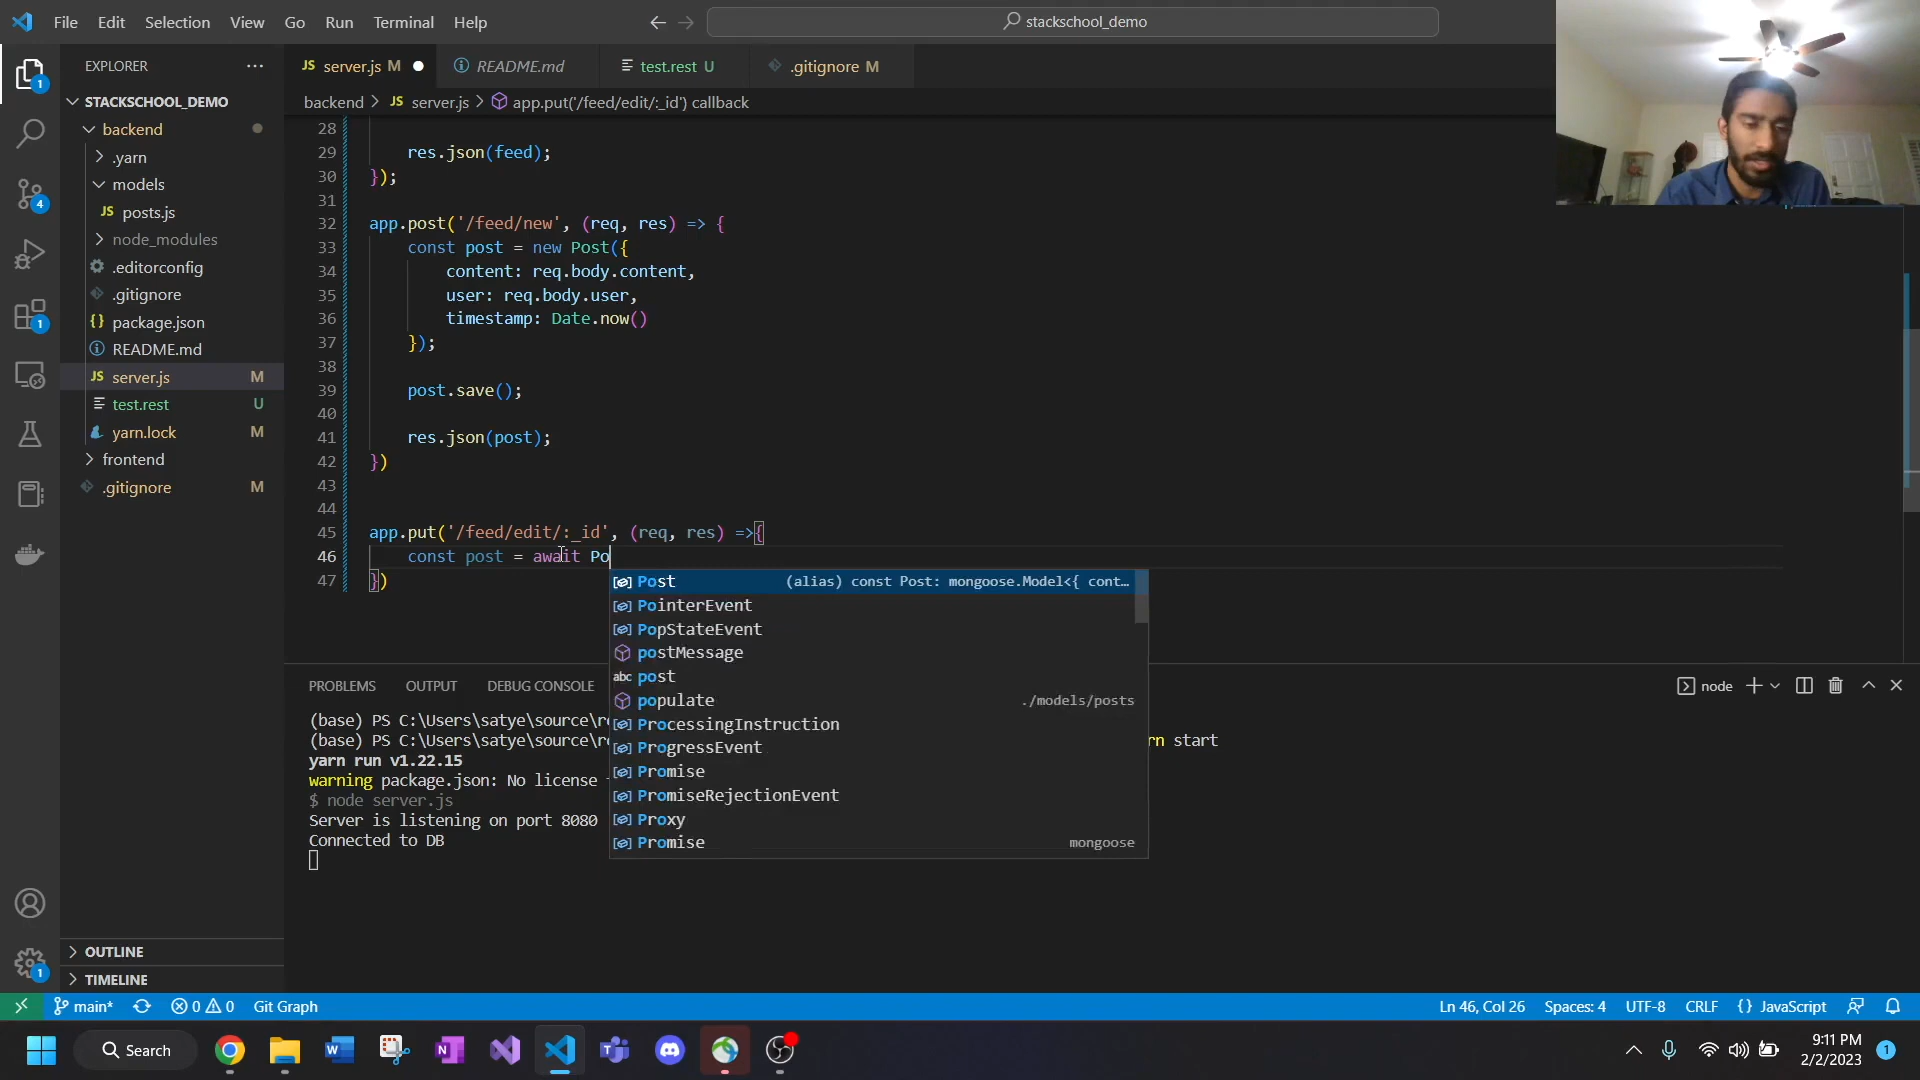 File Edit Selection View Go Run Terminal Help
stackschool_demo
EXPLORER
STACKSCHOOL_DEMO
backend
.yarn
models
JS posts.js
node_modules
.editorconfig
.gitignore
{} package.json
README.md
JS server.js M
test.rest U
yarn.lock M
frontend
.gitignore M
OUTLINE
TIMELINE
1
4
1
1
JS server.js M
README.md
test.rest U
.gitignore M
backend > JS server.js > app.put('/feed/edit/:_id') callback
28
29 res.json(feed);
30 });
31
32 app.post('/feed/new', (req, res) => {
33 const post = new Post({
34 content: req.body.content,
35 user: req.body.user,
36 timestamp: Date.now()
37 });
38
39 post.save();
40
41 res.json(post);
42 })
43
44
45 app.put('/feed/edit/:_id', (req, res) =>{
46 const post = await Po
47 })
Post (alias) const Post: mongoose.Model<{ cont…
PointerEvent
PopStateEvent
postMessage
abc post
populate ./models/posts
ProcessingInstruction
ProgressEvent
Promise
PromiseRejectionEvent
Proxy
Promise mongoose
PROBLEMS OUTPUT DEBUG CONSOLE
node
(base) PS C:\Users\satye\source\r
(base) PS C:\Users\satye\source\r rn start
yarn run v1.22.15
warning package.json: No license
$ node server.js
Server is listening on port 8080
Connected to DB
main* 0 0 Git Graph
Ln 46, Col 26 Spaces: 4 UTF-8 CRLF {} JavaScript
Search
9:11 PM
2/2/2023
1